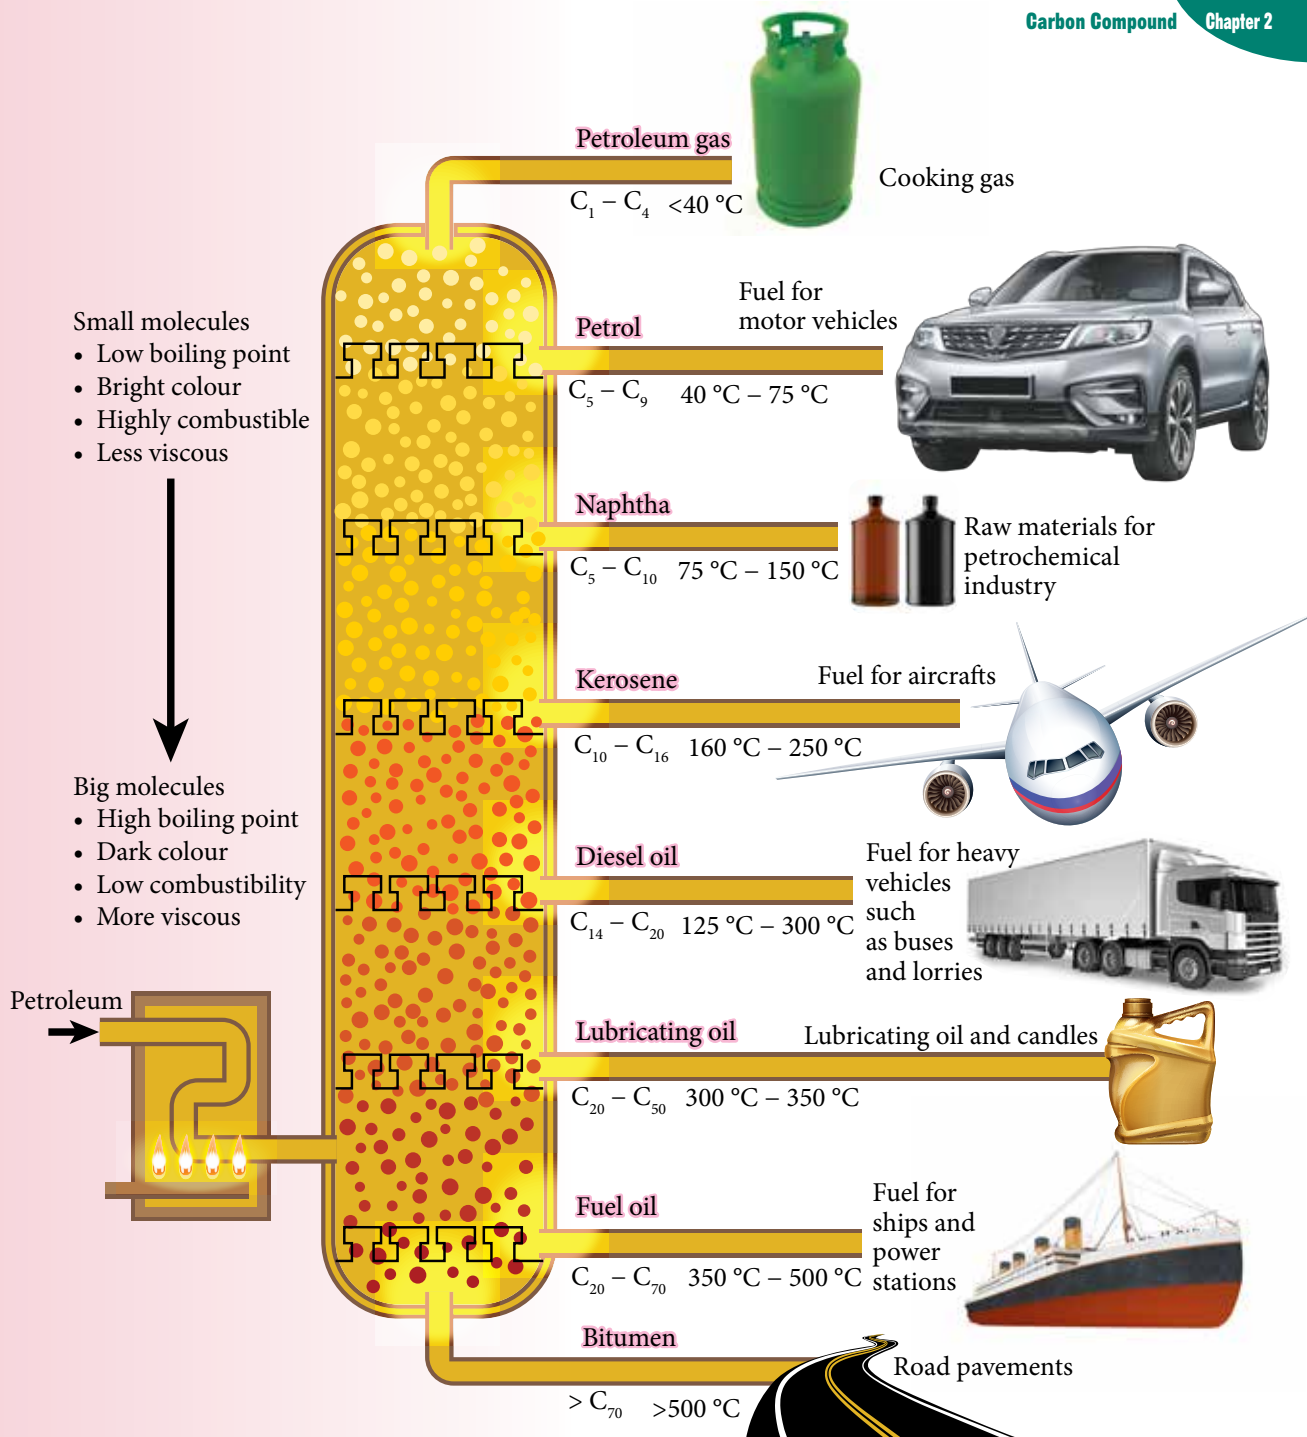 Carbon Compound Chapter 2
Petroleum gas
C₁ – C₄ <40 °C
Cooking gas
Small molecules
• Low boiling point
• Bright colour
• Highly combustible
• Less viscous
Fuel for
motor vehicles
Petrol
C₅ – C₉ 40 °C – 75 °C
Naphtha
C₅ – C₁₀ 75 °C – 150 °C
Raw materials for
petrochemical
industry
Kerosene
Fuel for aircrafts
C₁₀ – C₁₆ 160 °C – 250 °C
Big molecules
• High boiling point
• Dark colour
• Low combustibility
• More viscous
Diesel oil
C₁₄ – C₂₀ 125 °C – 300 °C
Fuel for heavy
vehicles
such
as buses
and lorries
Petroleum
Lubricating oil
Lubricating oil and candles
C₂₀ – C₅₀ 300 °C – 350 °C
Fuel oil
C₂₀ – C₇₀ 350 °C – 500 °C
Fuel for
ships and
power
stations
Bitumen
> C₇₀ >500 °C
Road pavements